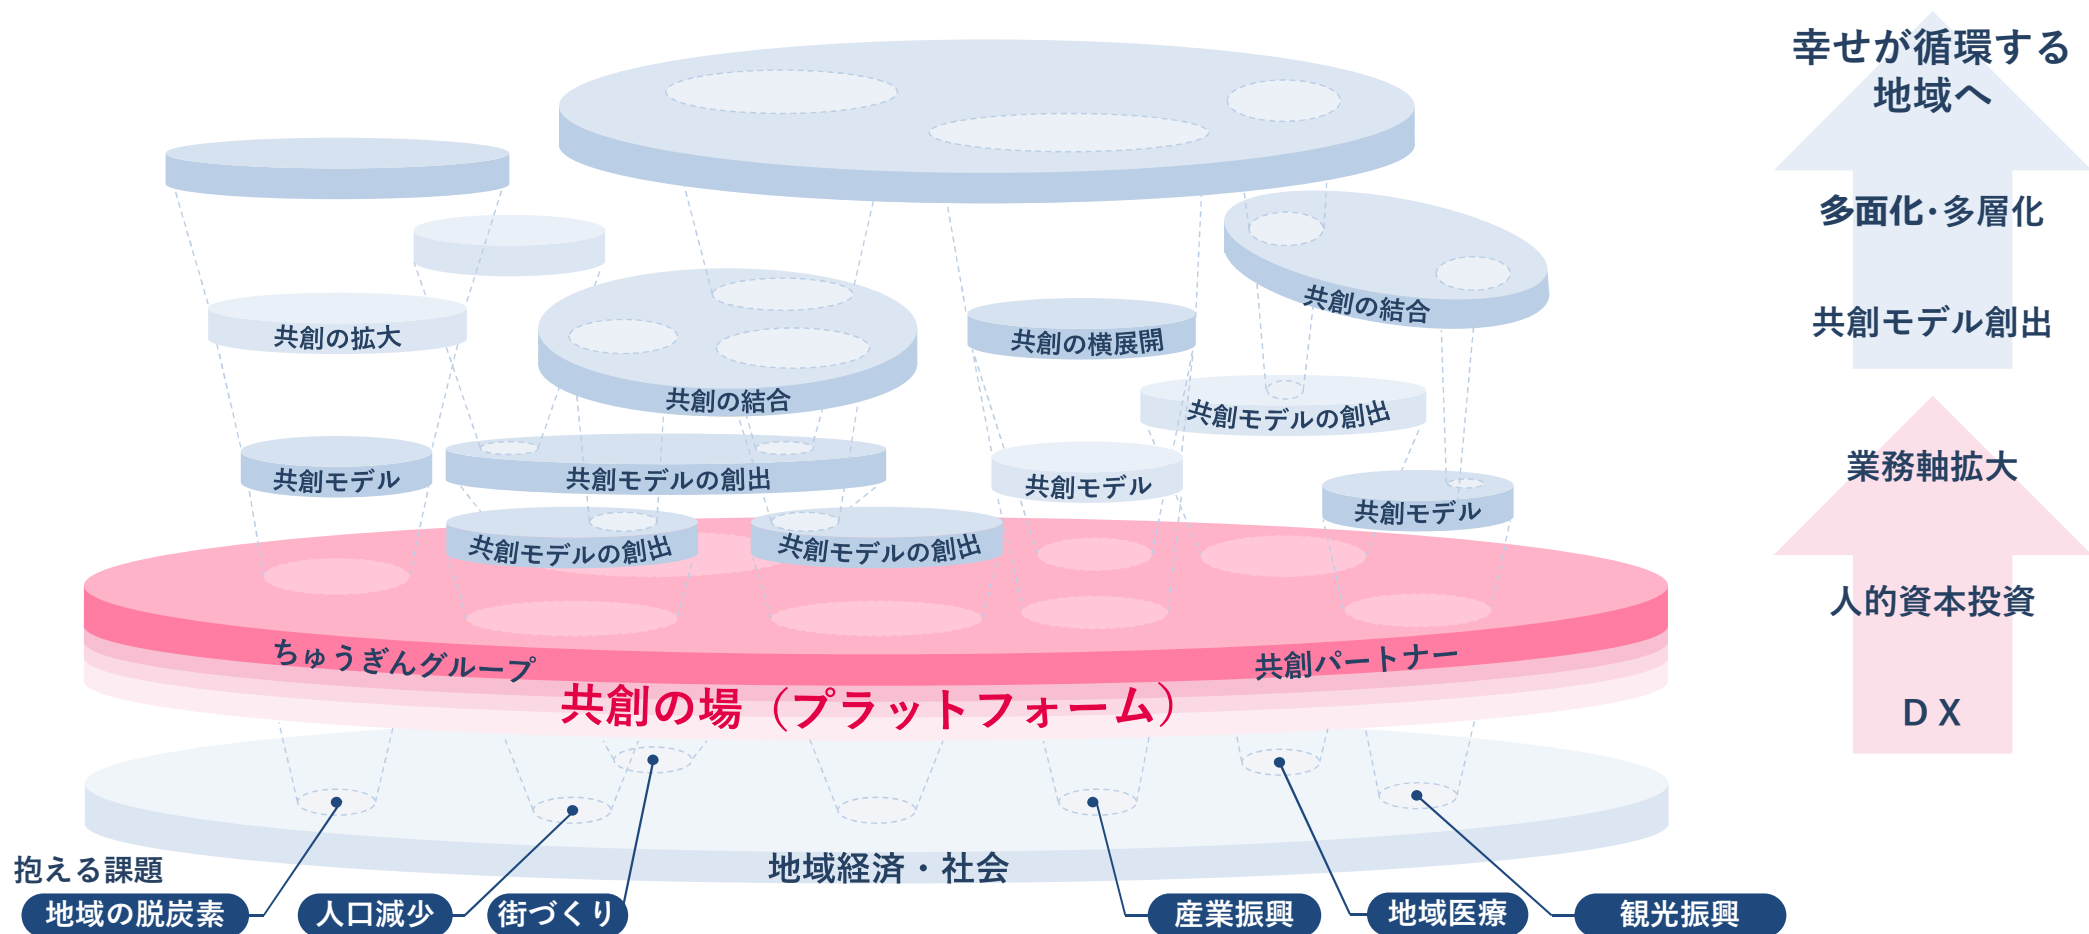 幸せが循環する
地域へ
多面化・多層化
共創モデル創出
業務軸拡大
人的資本投資
ＤＸ
共創の拡大
共創の結合
共創の横展開
共創の結合
共創モデルの創出
共創モデル
共創モデルの創出
共創モデル
共創モデル
共創モデルの創出
共創モデルの創出
ちゅうぎんグループ
共創パートナー
共創の場（プラットフォーム）
地域経済・社会
抱える課題
地域の脱炭素
人口減少
街づくり
産業振興
地域医療
観光振興